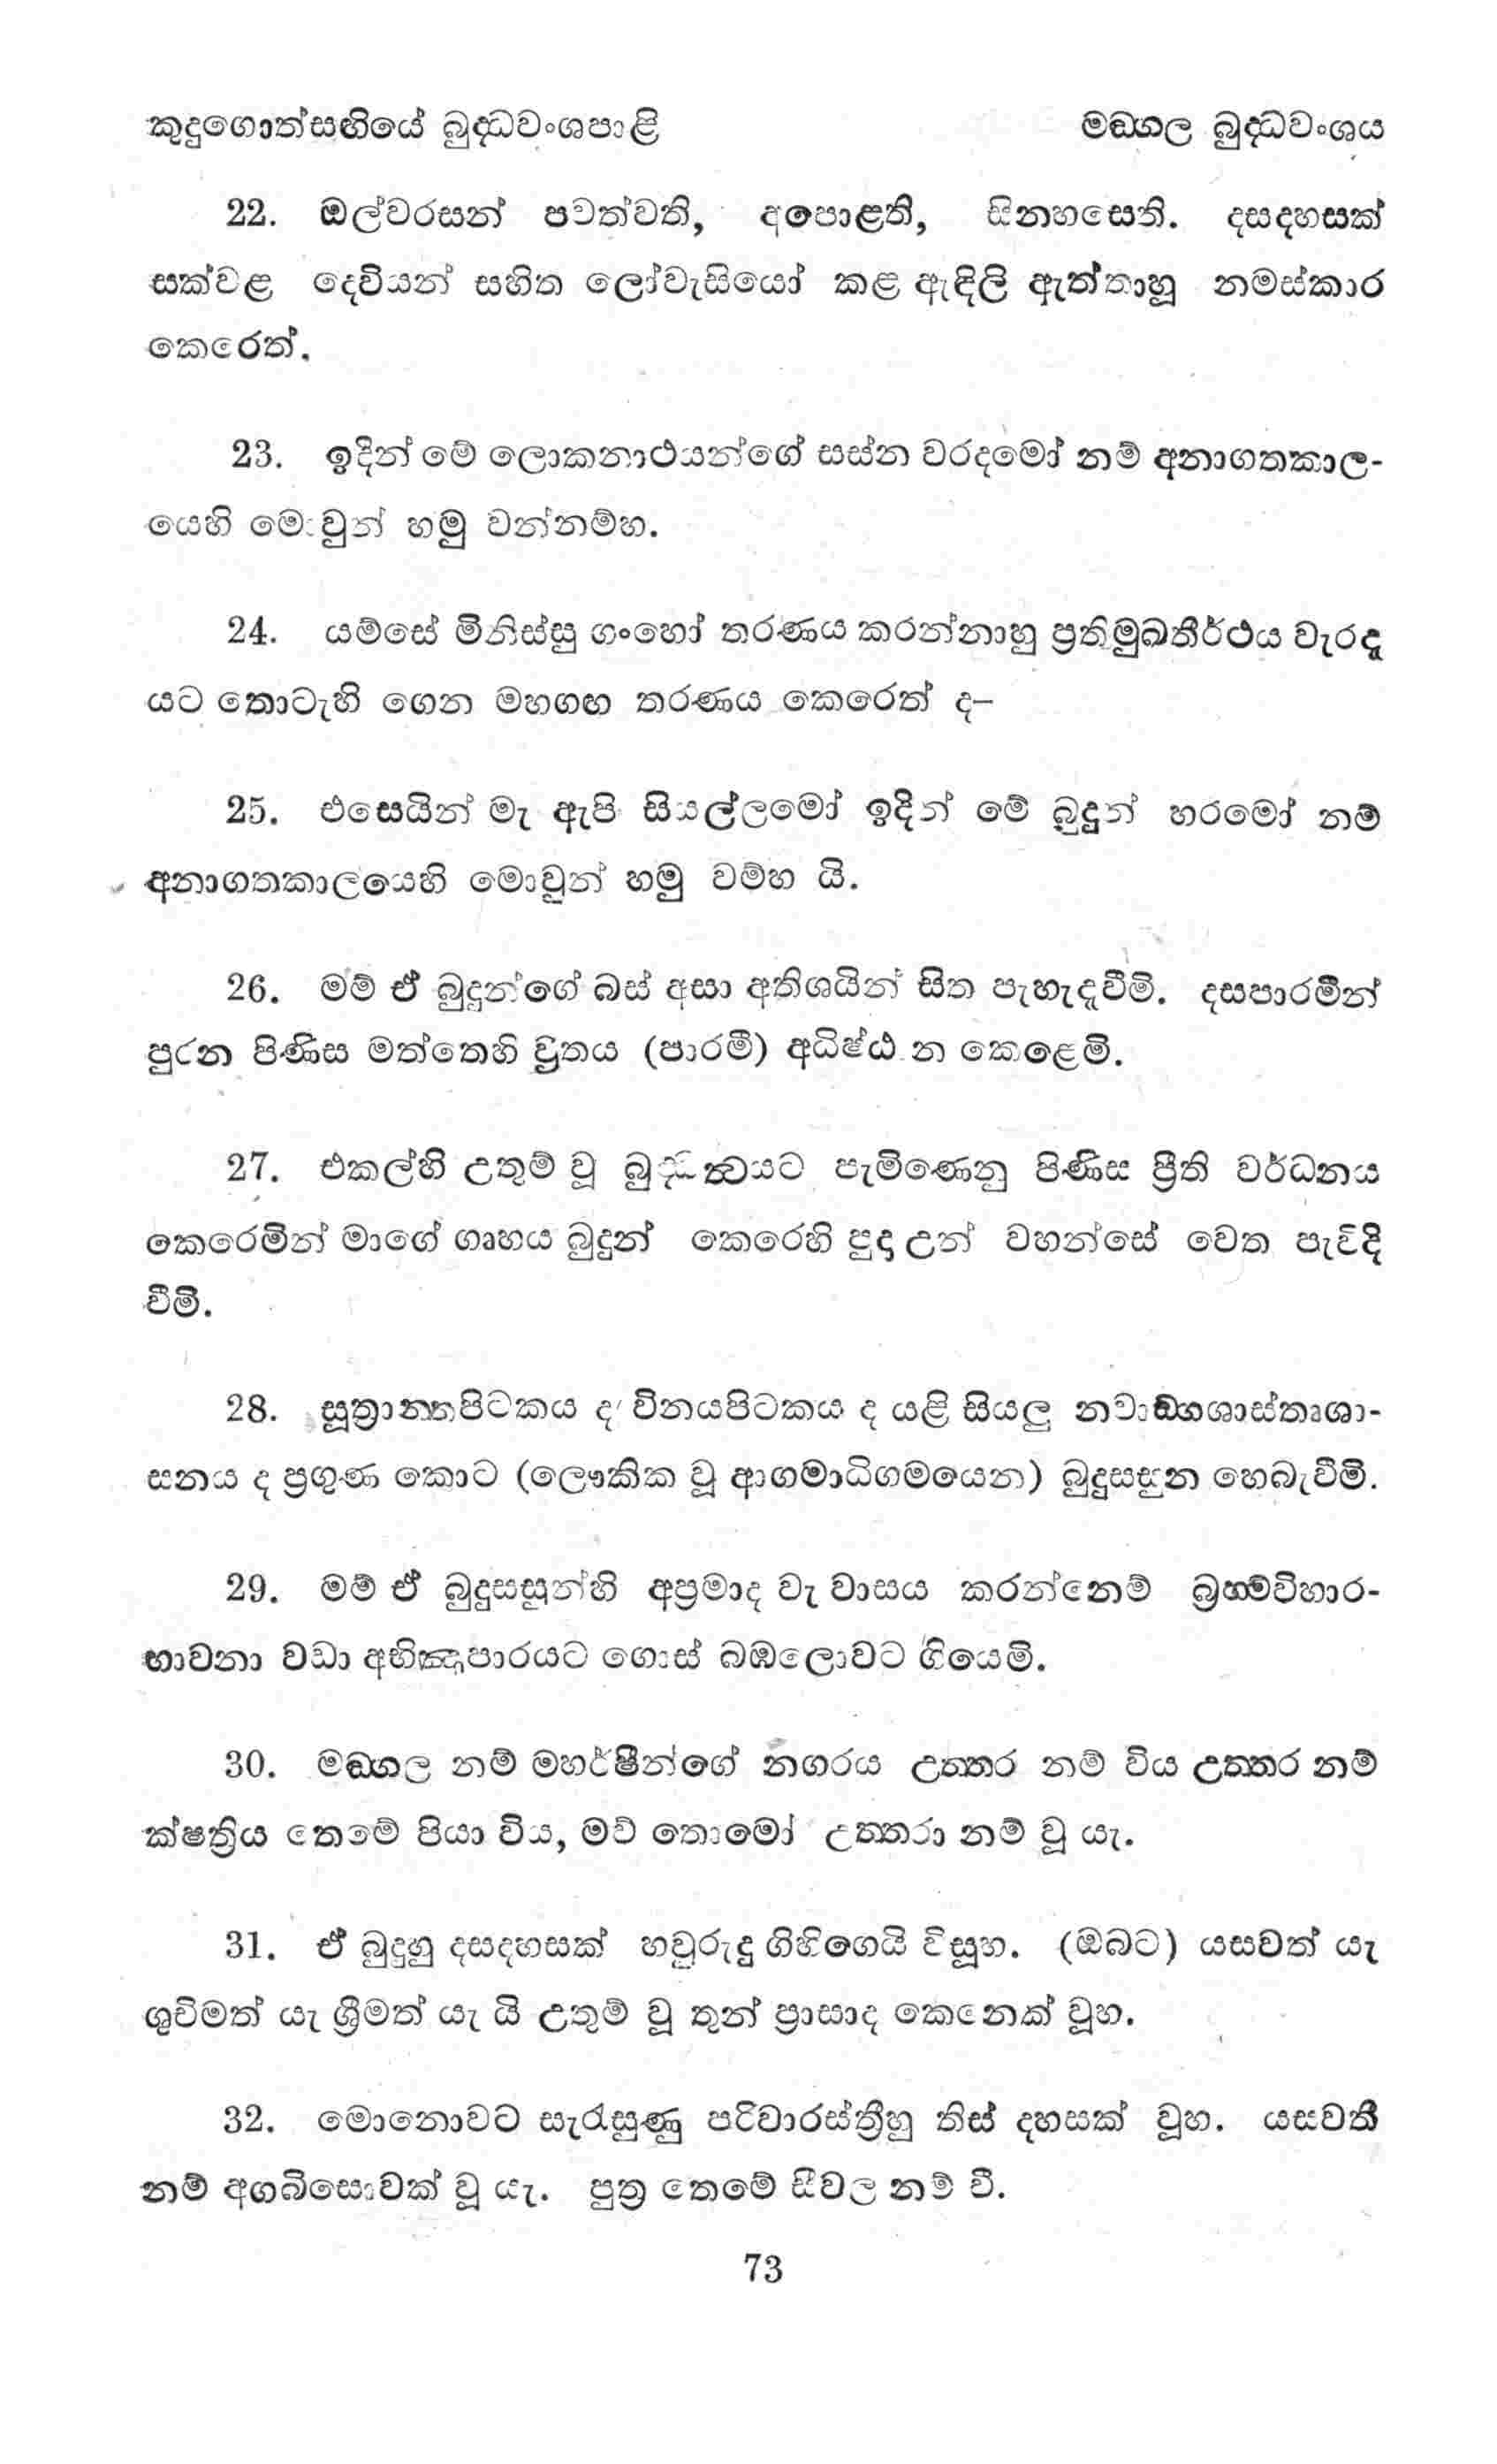 කුදුගොත්සඟියේ බුද්ධවංශපාළි මඞ්ගල බුද්ධවංශය
22. ඔල්වරසන් පවත්වති, අපොළති, සිනහසෙති. දසදහසක්
සක්වළ දෙවියන් සහිත ලෝවැසියෝ කළ ඇඳිලි ඇත්තාහූ නමස්කාර
කෙරෙත්.
23. ඉදින් මේ ලොකනාථයන්ගේ සස්න වරදමෝ නම් අනාගතකාල-
යෙහි මොවුන් හමු වන්නම්හ.
24. යම්සේ මිනිස්සු ගංහෝ තරණය කරන්නාහු ප්‍රතිමුඛතීර්ථය වැරදැ
යට තොටැහි ගෙන මහගඟ තරණය කෙරෙත් ද–
25. එසෙයින් මැ ඇපි සියල්ලමෝ ඉදින් මේ බුදුන් හරමෝ නම්
අනාගතකාලයෙහි මොවුන් හමු වම්හ යි.
26. මම් ඒ බුදුන්ගේ බස් අසා අතිශයින් සිත පැහැදැවීමි. දසපාරමීන්
පුරන පිණිස මත්තෙහි ව්‍රතය (පාරමී) අධිෂ්ඨාන කෙළෙමි.
27. එකල්හි උතුම් වූ බුද්ධත්වයට පැමිණෙනු පිණිස ප්‍රීති වර්ධනය
කෙරෙමින් මාගේ ගෘහය බුදුන් කෙරෙහි පුදා උන් වහන්සේ වෙත පැවිදි
වීමි.
28. සූත්‍රාන්තපිටකය ද විනයපිටකය ද යළි සියලු නවාඞ්ගශාස්තෘශා-
සනය ද ප්‍රගුණ කොට (ලෞකික වූ ආගමාධිගමයෙන) බුදුසසුන හෙබැවීමි.
29. මම් ඒ බුදුසසුන්හි අප්‍රමාද වැ වාසය කරන්නෙම් බ්‍රහ්මවිහාර-
භාවනා වඩා අභිඥාපාරයට ගොස් බඹලොවට ගියෙමි.
30. මඞ්ගල නම් මහර්ෂීන්ගේ නගරය උත්තර නම් විය උත්තර නම්
ක්ෂත්‍රිය තෙමේ පියා විය, මව් තොමෝ උත්තරා නම් වූ යැ.
31. ඒ බුදුහු දසදහසක් හවුරුදු ගිහිගෙයි විසූහ. (ඔබට) යසවත් යැ
ශුචිමත් යැ ශ්‍රීමත් යැ යි උතුම් වූ තුන් ප්‍රාසාද කෙනෙක් වූහ.
32. මොනොවට සැරසුණු පරිවාරස්ත්‍රීහු තිස් දහසක් වූහ. යසවතී
නම් අගබිසොවක් වූ යැ. පුත්‍ර තෙමේ සීවල නම් වී.
73